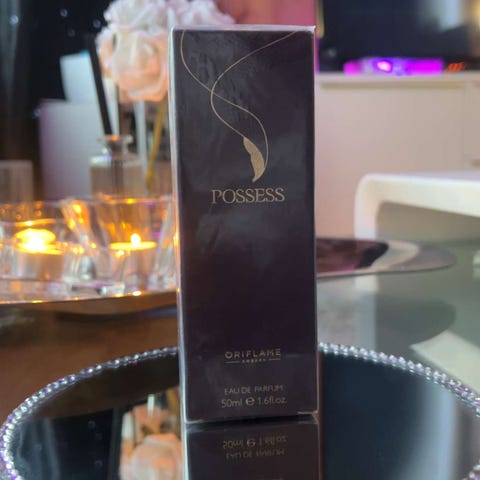 POSSESS
ORIFLAME
SWEDEN
EAU DE PARFUM
50ml e 1.6fl.oz.